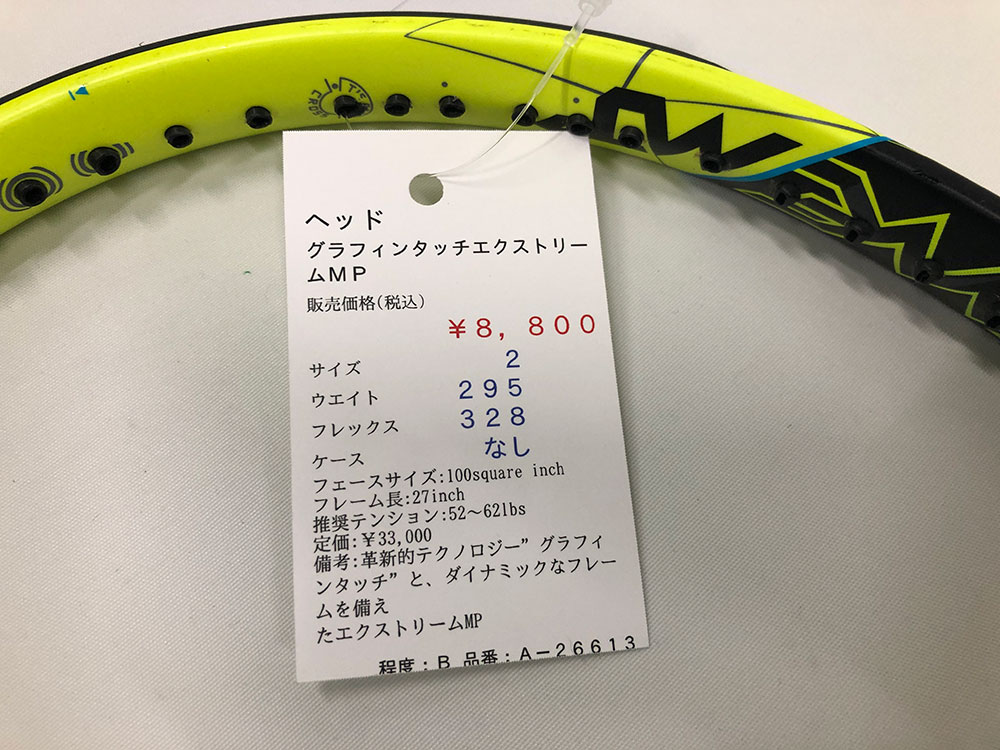 ヘッド
グラフィンタッチエクストリー
ムＭＰ
販売価格(税込)
￥８，８００
サイズ ２
ウエイト ２９５
フレックス ３２８
ケース なし
フェースサイズ:100square inch
フレーム長:27inch
推奨テンション:52～62lbs
定価:￥33,000
備考:革新的テクノロジー”グラフィ
ンタッチ”と、ダイナミックなフレー
ムを備え
たエクストリームMP
程度：Ｂ 品番：Ａ－２６６１３